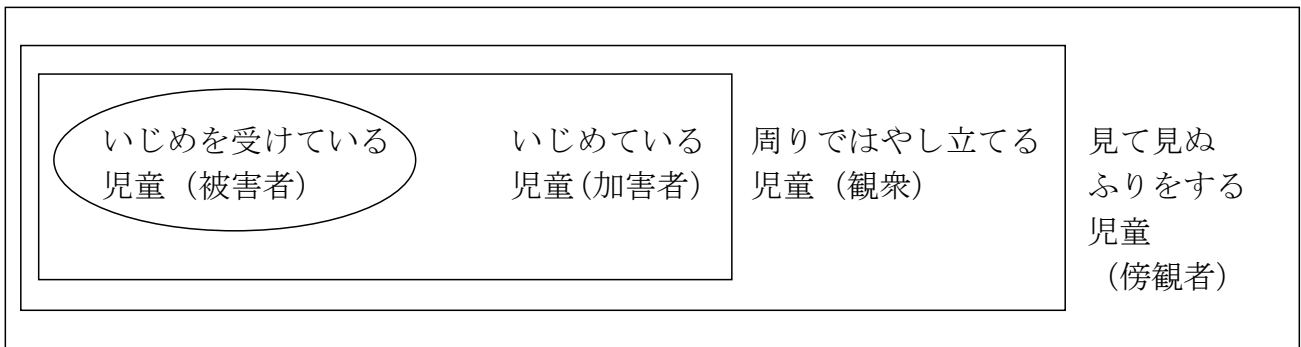 いじめを受けている
児童（被害者）
いじめている
児童（加害者）
周りではやし立てる
児童（観衆）
見て見ぬ
ふりをする
児童
（傍観者）